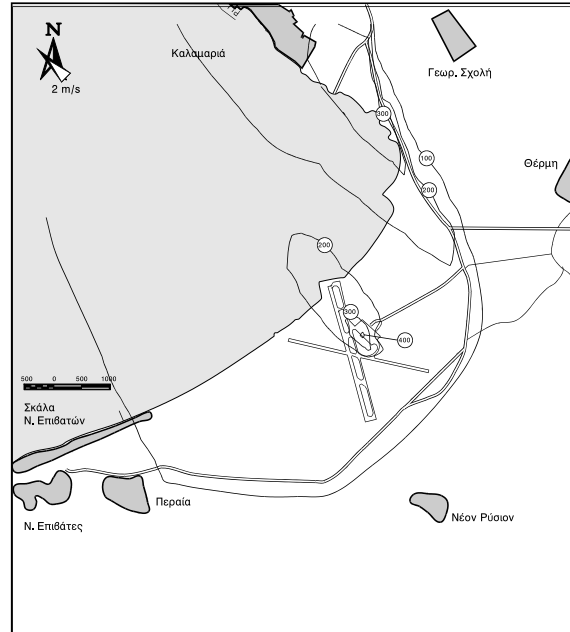 N
2 m/s
Καλαμαριά
Γεωρ. Σχολή
300
100
Θέρμη
200
200
300
400
500 0 500 1000
Σκάλα
Ν. Επιβατών
Περαία
Ν. Επιβάτες
Νέον Ρύσιον